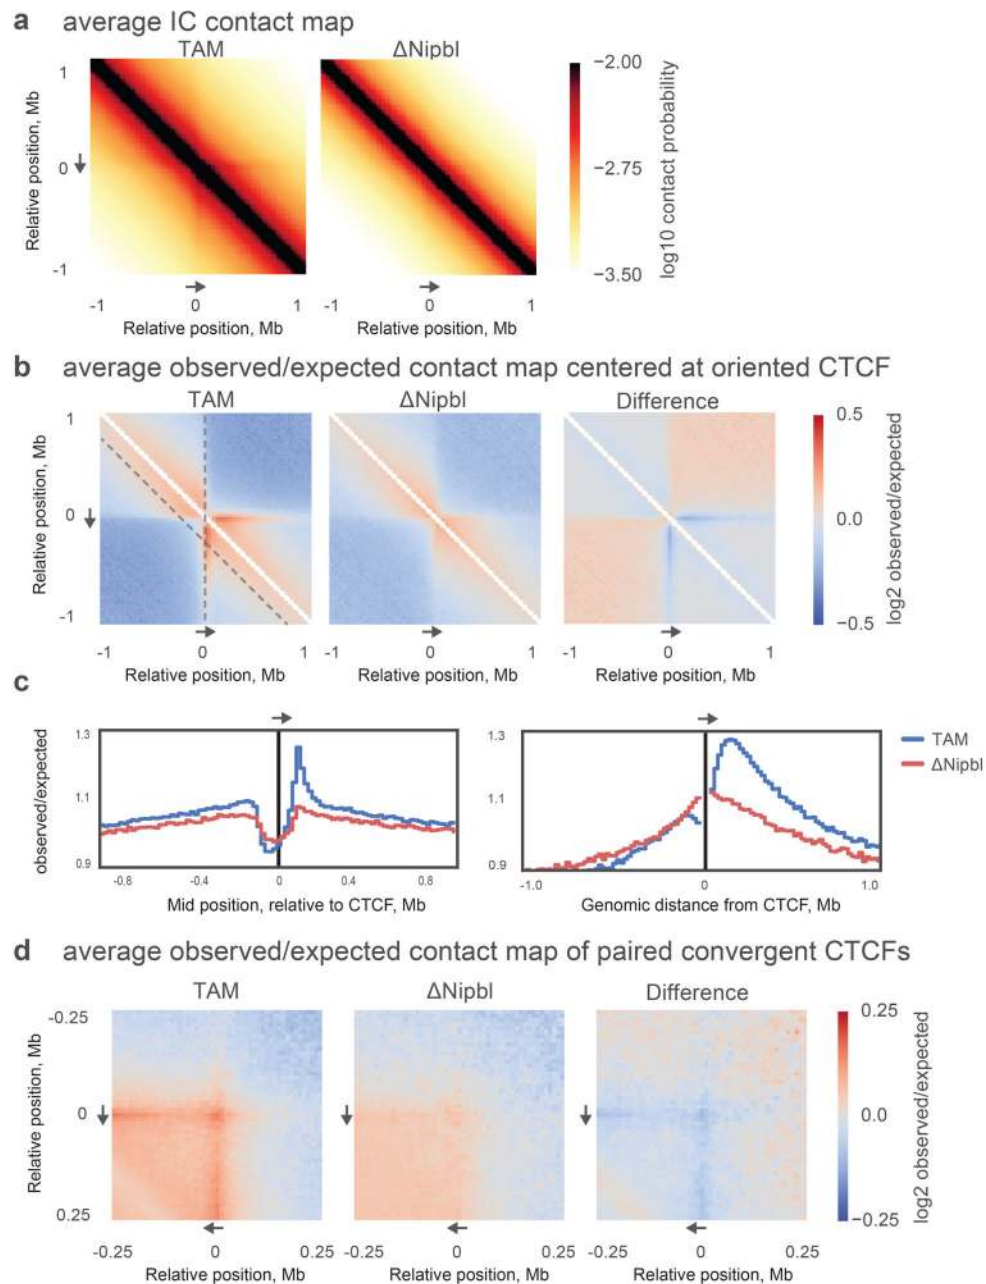 a average IC contact map
TAM ΔNipbl
Relative position, Mb
1
0
-1
-1 0 1
Relative position, Mb
-1 0 1
Relative position, Mb
−2.00
−2.75
−3.50
log10 contact probability
b average observed/expected contact map centered at oriented CTCF
TAM ΔNipbl Difference
Relative position, Mb
1
0
-1
-1 0 1
Relative position, Mb
-1 0 1
Relative position, Mb
-1 0 1
Relative position, Mb
0.5
0.0
−0.5
log2 observed/expected
c
observed/expected
1.3
1.1
0.9
-0.8 -0.4 0 0.4 0.8
Mid position, relative to CTCF, Mb
1.3
1.1
0.9
-1.0 0 1.0
Genomic distance from CTCF, Mb
TAM
ΔNipbl
d average observed/expected contact map of paired convergent CTCFs
TAM ΔNipbl Difference
Relative position, Mb
-0.25
0
0.25
-0.25 0 0.25
Relative position, Mb
-0.25 0 0.25
Relative position, Mb
-0.25 0 0.25
Relative position, Mb
0.25
0.0
−0.25
log2 observed/expected